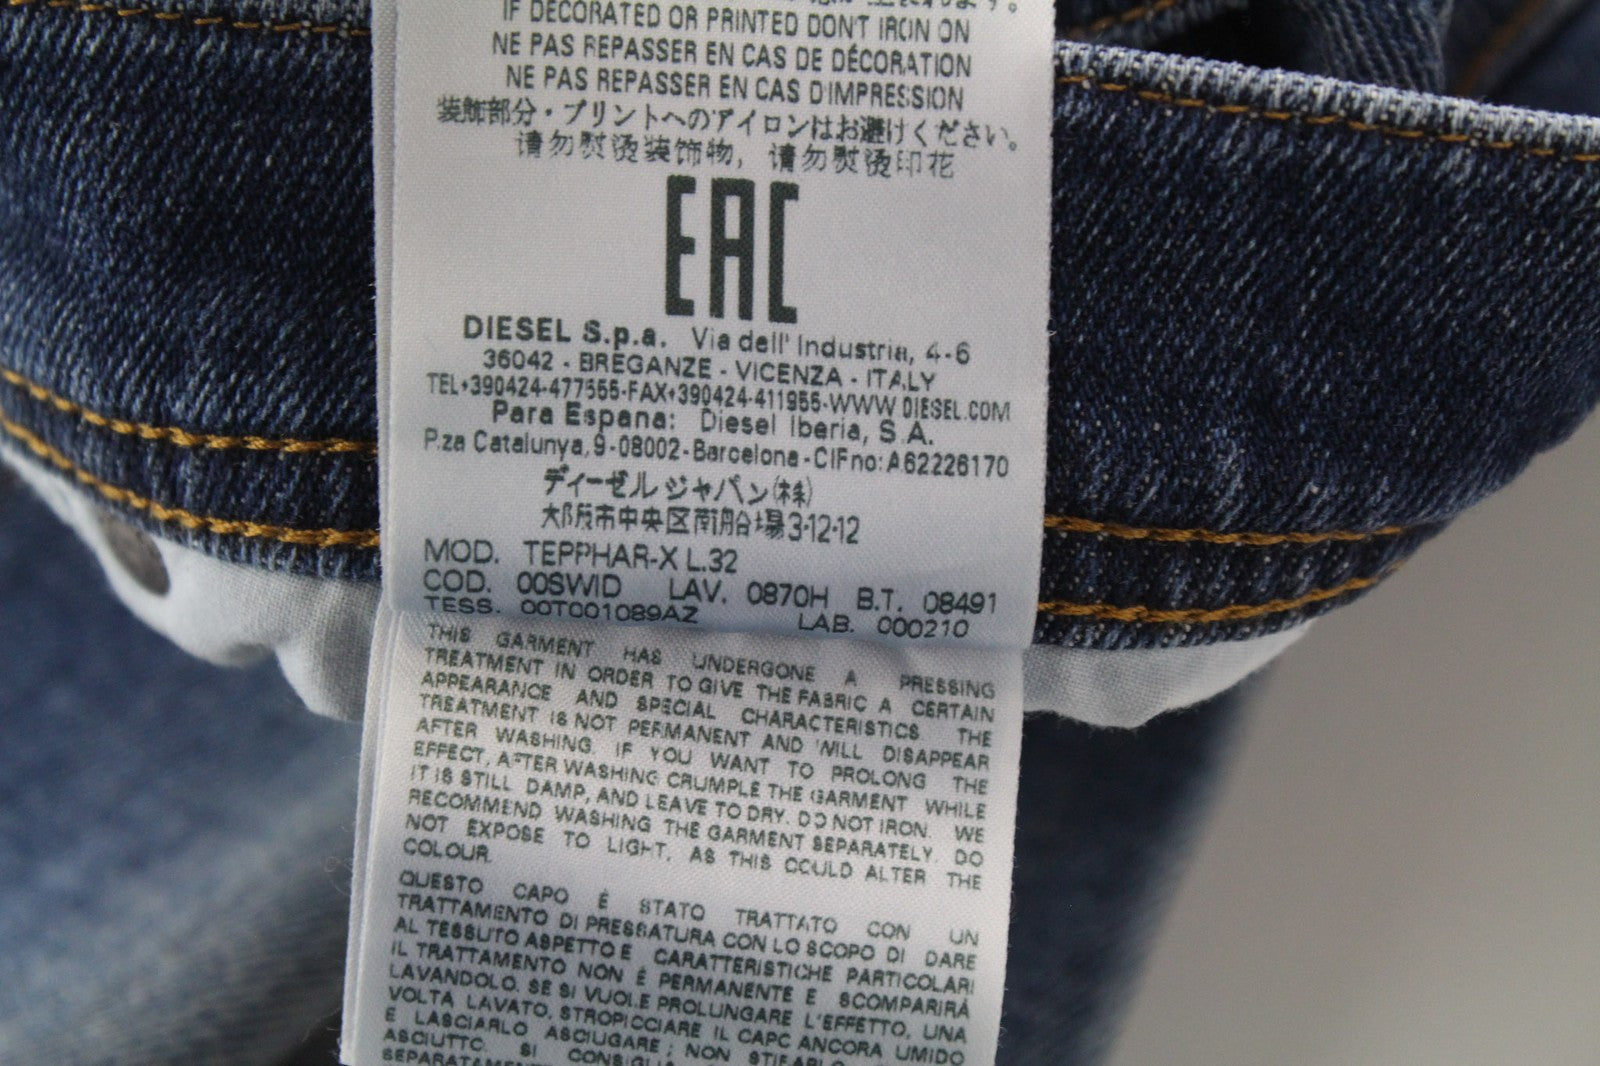 IF DECORATED OR PRINTED DON'T IRON ON
NE PAS REPASSER EN CAS DE DÉCORATION
NE PAS REPASSER EN CAS D'IMPRESSION
装飾部分・プリントへのアイロンはお避けください。
请勿熨烫装饰物，请勿熨烫印花
EAC
DIESEL S.p.a. Via dell' Industria, 4-6
36042 - BREGANZE - VICENZA - ITALY
TEL+390424-477555-FAX+390424-411955-WWW.DIESEL.COM
Para Espana: Diesel Iberia, S.A.
P.za Catalunya, 9-08002-Barcelona-CIFno:A62226170
ディーゼルジャパン(株)
大阪市中央区南船場3-12-12
MOD. TEPPHAR-X L.32
COD. 00SWID LAV. 0870H B.T. 08491
TESS. 00T001089AZ LAB. 000210
THIS GARMENT HAS UNDERGONE A PRESSING
TREATMENT IN ORDER TO GIVE THE FABRIC A CERTAIN
APPEARANCE AND SPECIAL CHARACTERISTICS. THE
TREATMENT IS NOT PERMANENT AND WILL DISAPPEAR
AFTER WASHING. IF YOU WANT TO PROLONG THE
EFFECT, AFTER WASHING CRUMPLE THE GARMENT WHILE
IT IS STILL DAMP, AND LEAVE TO DRY. DO NOT IRON. WE
RECOMMEND WASHING THE GARMENT SEPARATELY. DO
NOT EXPOSE TO LIGHT, AS THIS COULD ALTER THE
COLOUR.
QUESTO CAPO È STATO TRATTATO CON UN
TRATTAMENTO DI PRESSATURA CON LO SCOPO DI DARE
AL TESSUTO ASPETTO E CARATTERISTICHE PARTICOLARI
IL TRATTAMENTO NON È PERMANENTE E SCOMPARIRÀ
LAVANDOLO. SE SI VUOLE PROLUNGARE L'EFFETTO, UNA
VOLTA LAVATO, STROPICCIARE IL CAPO ANCORA UMIDO
E LASCIARLO ASCIUGARE; NON STIRARLO
ASCIUTTO. SI CONSIGLIA